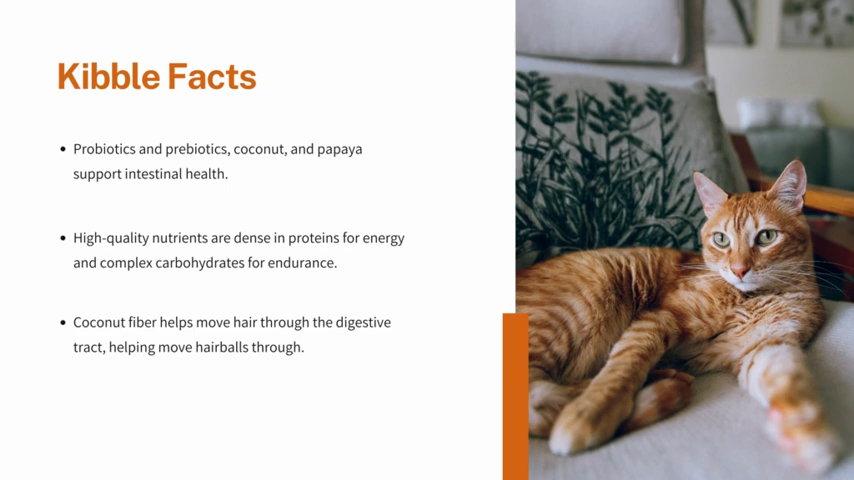 Kibble Facts
• Probiotics and prebiotics, coconut, and papaya
support intestinal health.
• High-quality nutrients are dense in proteins for energy
and complex carbohydrates for endurance.
• Coconut fiber helps move hair through the digestive
tract, helping move hairballs through.